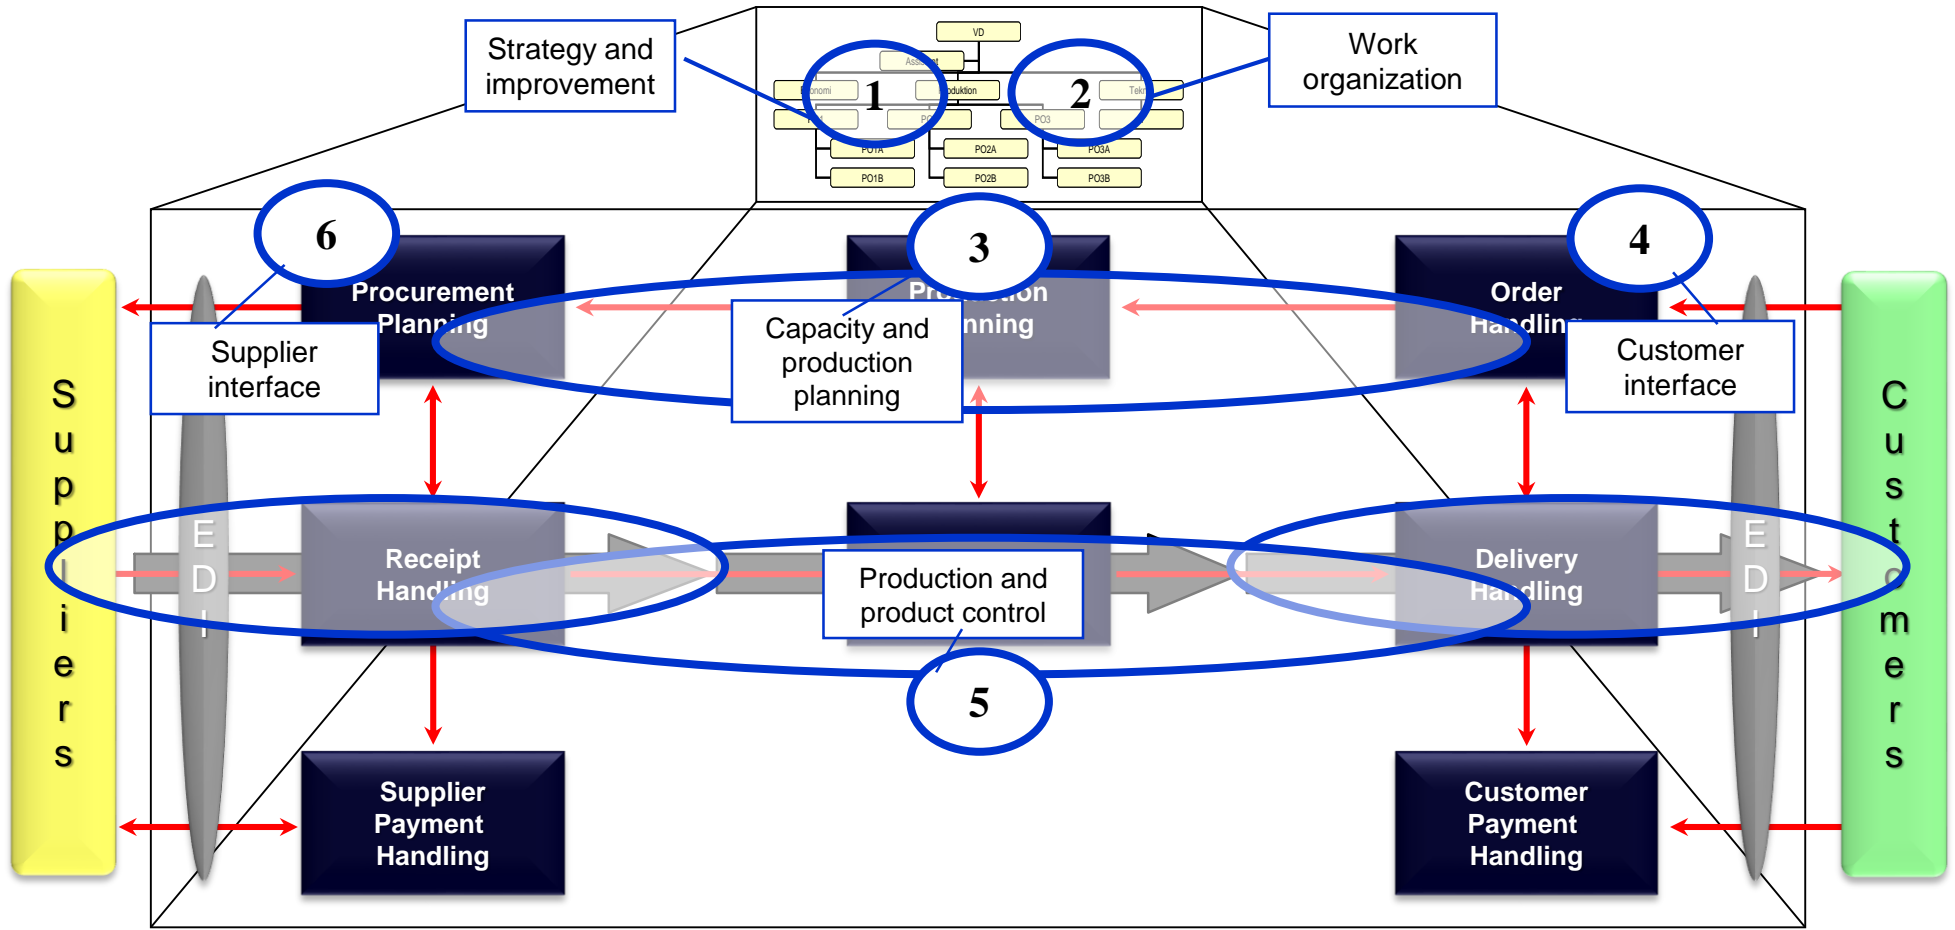 Strategy and
improvement
VD
Work
organization
1
2
Produktion
PO3
PO1A
PO2A
PO3A
PO1B
PO2B
PO3B
6
3
4
Procurement
Planning
Order
Handling
Supplier
interface
Capacity and
production
planning
Customer
interface
Suppliers
EDI
Receipt
Handling
Production and
product control
Delivery
Handling
EDI
Customers
5
Supplier
Payment
Handling
Customer
Payment
Handling